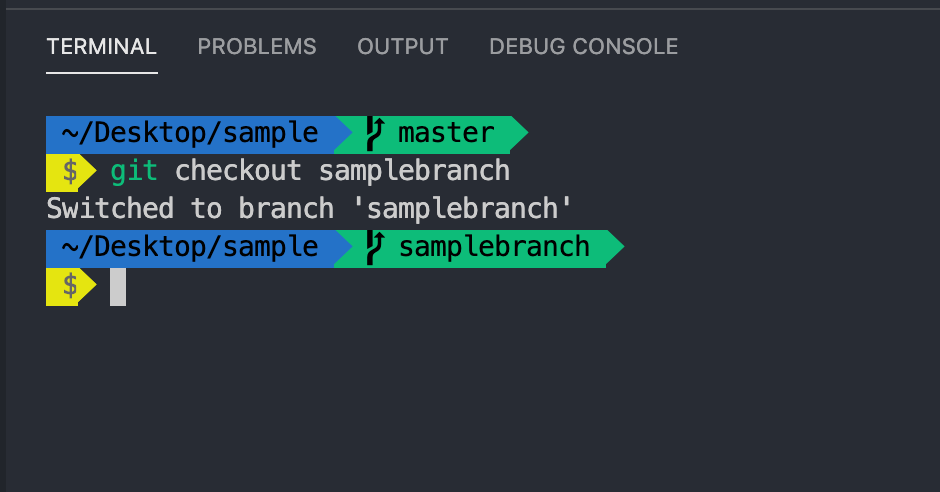 TERMINAL PROBLEMS OUTPUT DEBUG CONSOLE
~/Desktop/sample master
$ git checkout samplebranch
Switched to branch 'samplebranch'
~/Desktop/sample samplebranch
$